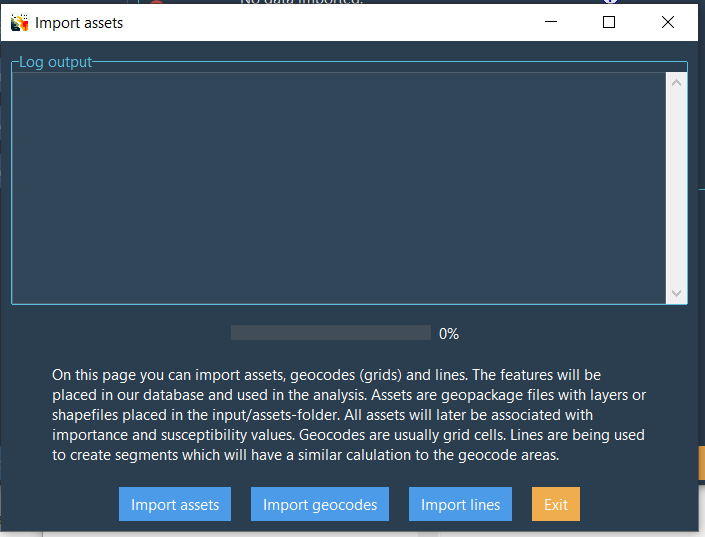 No data imported.
Import assets
Log output
0%
On this page you can import assets, geocodes (grids) and lines. The features will be
placed in our database and used in the analysis. Assets are geopackage files with layers or
shapefiles placed in the input/assets-folder. All assets will later be associated with
importance and susceptibility values. Geocodes are usually grid cells. Lines are being used
to create segments which will have a similar calulation to the geocode areas.
Import assets
Import geocodes
Import lines
Exit